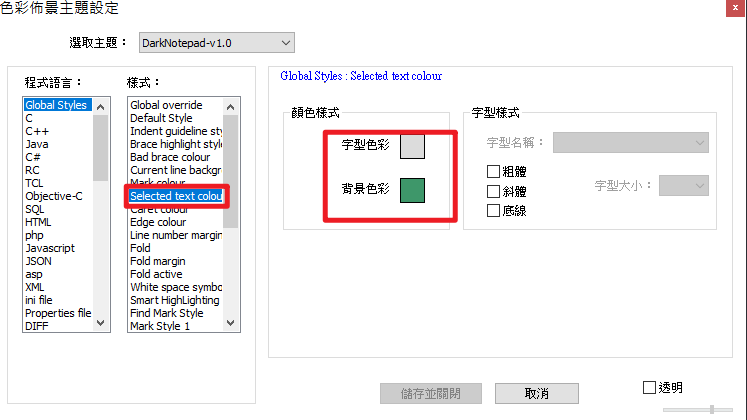 色彩佈景主題設定
x
選取主題：
DarkNotepad-v1.0
程式語言：
Global Styles
C
C++
Java
C#
RC
TCL
Objective-C
SQL
HTML
php
Javascript
JSON
asp
XML
ini file
Properties file
DIFF
樣式：
Global override
Default Style
Indent guideline sty
Brace highlight style
Bad brace colour
Current line backgr
Mark colour
Selected text colou
Caret colour
Edge colour
Line number margin
Fold
Fold margin
Fold active
White space symbo
Smart HighLighting
Find Mark Style
Mark Style 1
Global Styles : Selected text colour
顏色樣式
字型色彩
背景色彩
字型樣式
字型名稱：
粗體
斜體
底線
字型大小：
儲存並關閉
取消
透明